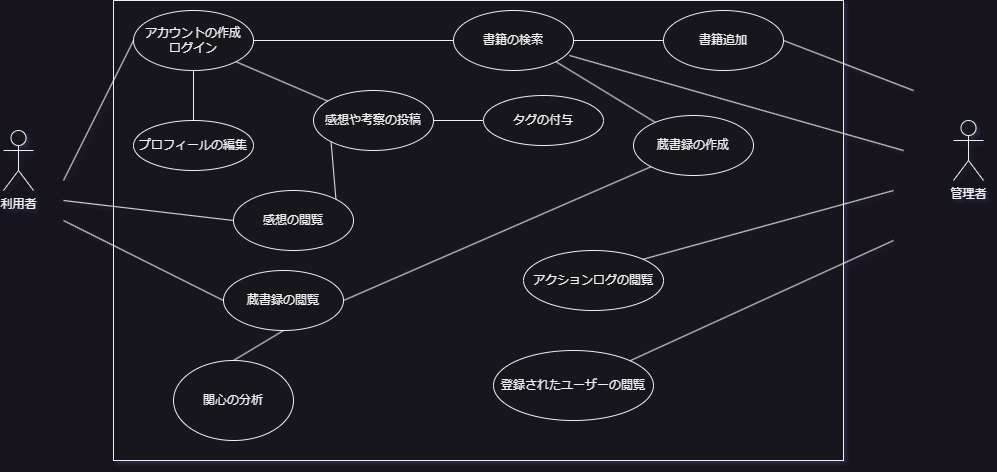 アカウントの作成
ログイン
書籍の検索
書籍追加
感想や考察の投稿
タグの付与
プロフィールの編集
蔵書録の作成
利用者
管理者
感想の閲覧
アクションログの閲覧
蔵書録の閲覧
登録されたユーザーの閲覧
関心の分析